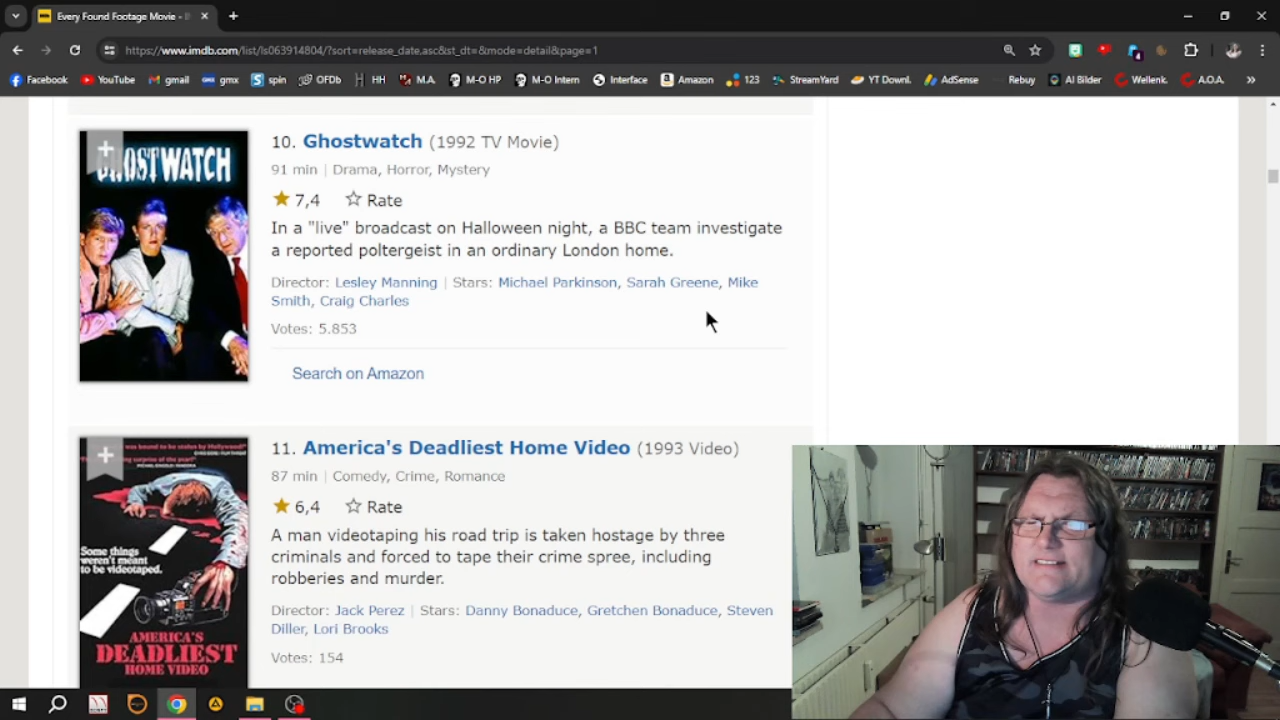 Every Found Footage Movie - I
https://www.imdb.com/list/ls063914804/?sort=release_date.asc&st_dt=&mode=detail&page=1
Facebook YouTube gmail gmx spin OFDb HH M.A. M-O HP M-O Intern Interface Amazon 123 StreamYard YT Downl. AdSense Rebuy AI Bilder Wellenk. A.O.A. »
GHOSTWATCH
10. Ghostwatch (1992 TV Movie)
91 min | Drama, Horror, Mystery
7,4 Rate
In a "live" broadcast on Halloween night, a BBC team investigate
a reported poltergeist in an ordinary London home.
Director: Lesley Manning | Stars: Michael Parkinson, Sarah Greene, Mike
Smith, Craig Charles
Votes: 5.853
Search on Amazon
Some things
weren't meant
to be videotaped.
AMERICA'S
DEADLIEST
HOME VIDEO
11. America's Deadliest Home Video (1993 Video)
87 min | Comedy, Crime, Romance
6,4 Rate
A man videotaping his road trip is taken hostage by three
criminals and forced to tape their crime spree, including
robberies and murder.
Director: Jack Perez | Stars: Danny Bonaduce, Gretchen Bonaduce, Steven
Diller, Lori Brooks
Votes: 154